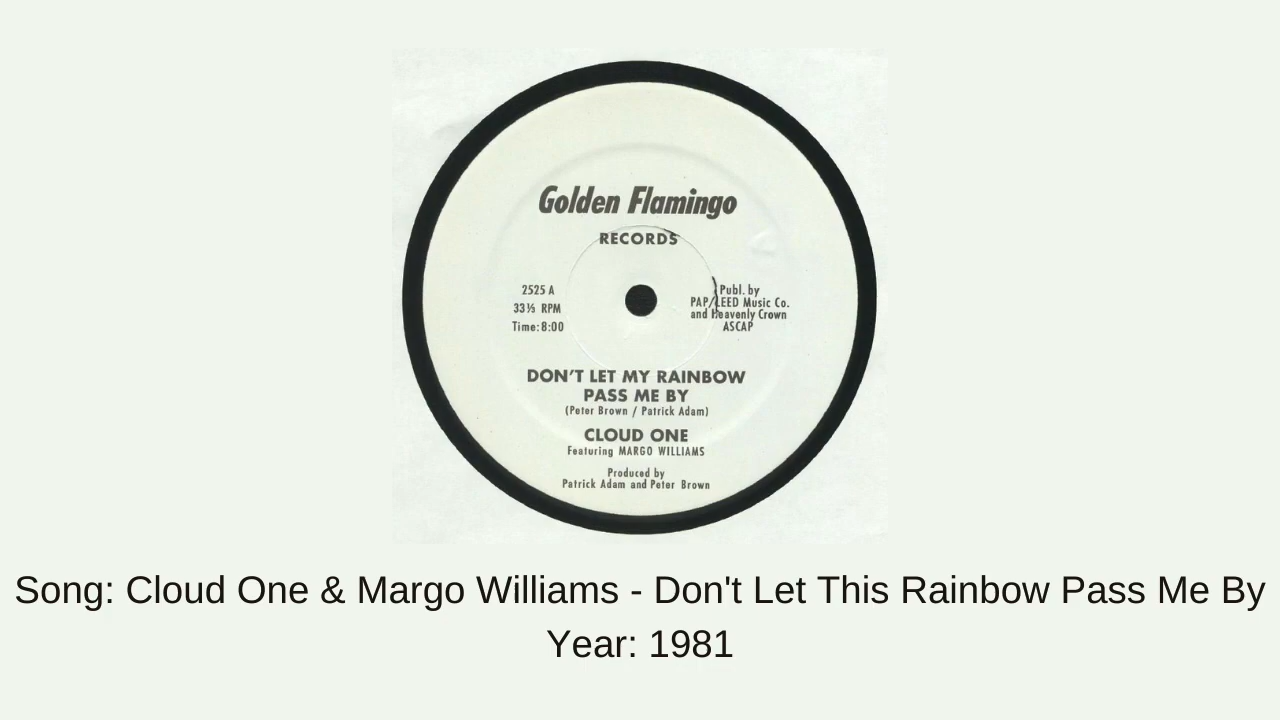 Golden Flamingo
RECORDS
2525 A
33⅓ RPM
Time: 8:00
Publ. by
PAP/LEED Music Co.
and Heavenly Crown
ASCAP
DON'T LET MY RAINBOW
PASS ME BY
(Peter Brown / Patrick Adam)
CLOUD ONE
Featuring MARGO WILLIAMS
Produced by
Patrick Adam and Peter Brown
Song: Cloud One & Margo Williams - Don't Let This Rainbow Pass Me By
Year: 1981